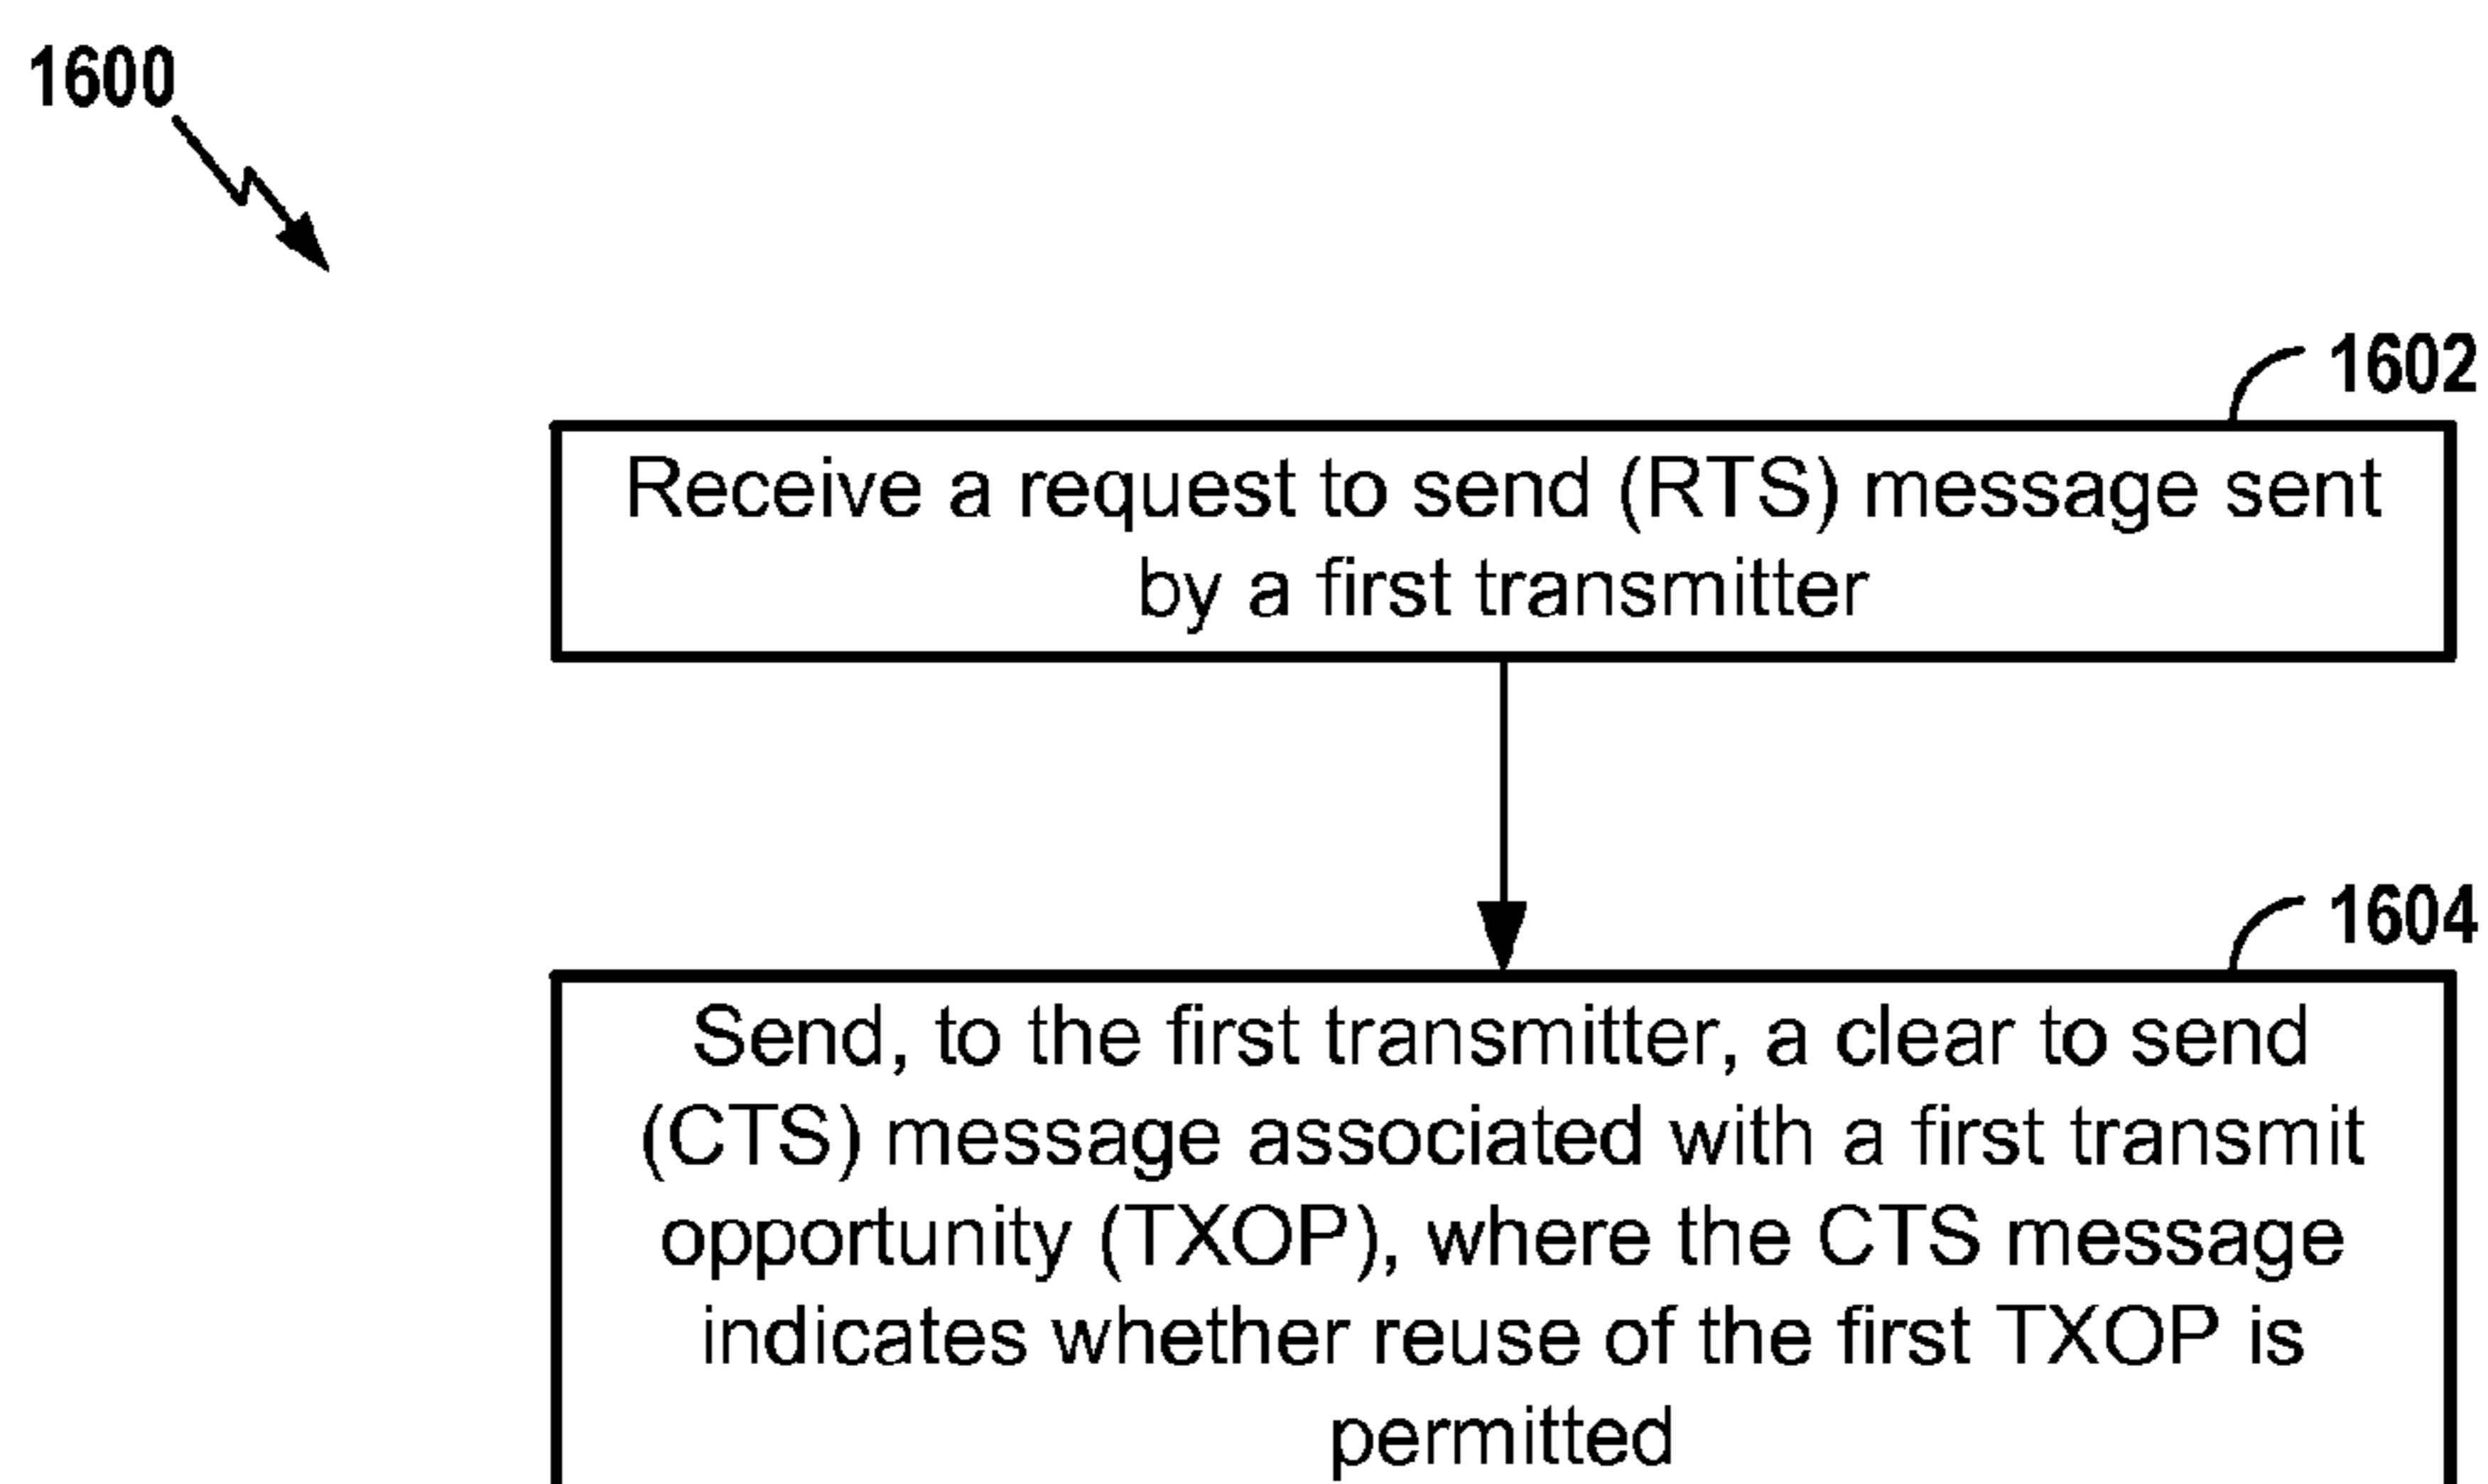 1600
1602
Receive a request to send (RTS) message sent
by a first transmitter
1604
Send, to the first transmitter, a clear to send
(CTS) message associated with a first transmit
opportunity (TXOP), where the CTS message
indicates whether reuse of the first TXOP is
permitted